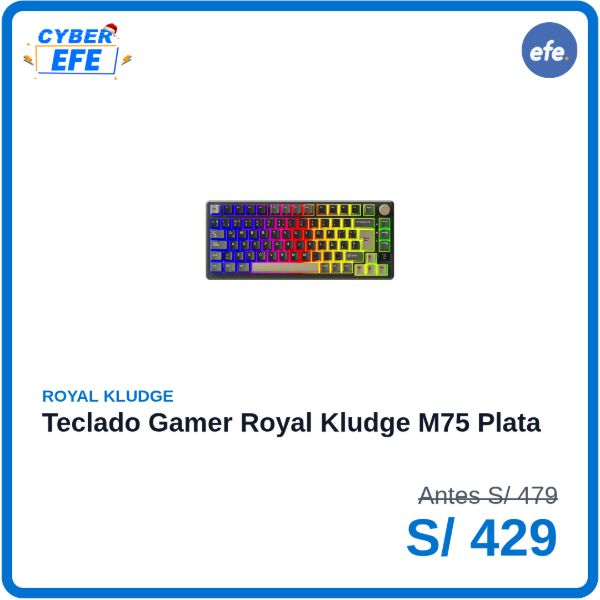 CYBER
EFE
efe.
ROYAL KLUDGE
Teclado Gamer Royal Kludge M75 Plata
Antes S/ 479
S/ 429